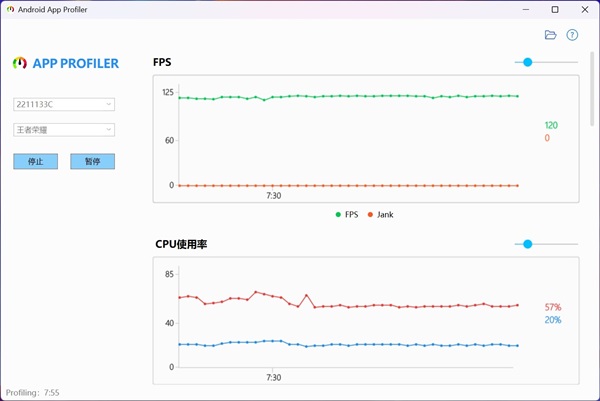 Android App Profiler
APP PROFILER
2211133C
王者荣耀
停止
暂停
FPS
125
60
0
7:30
120
0
FPS
Jank
CPU使用率
85
40
0
7:30
57%
20%
Profiling: 7:55